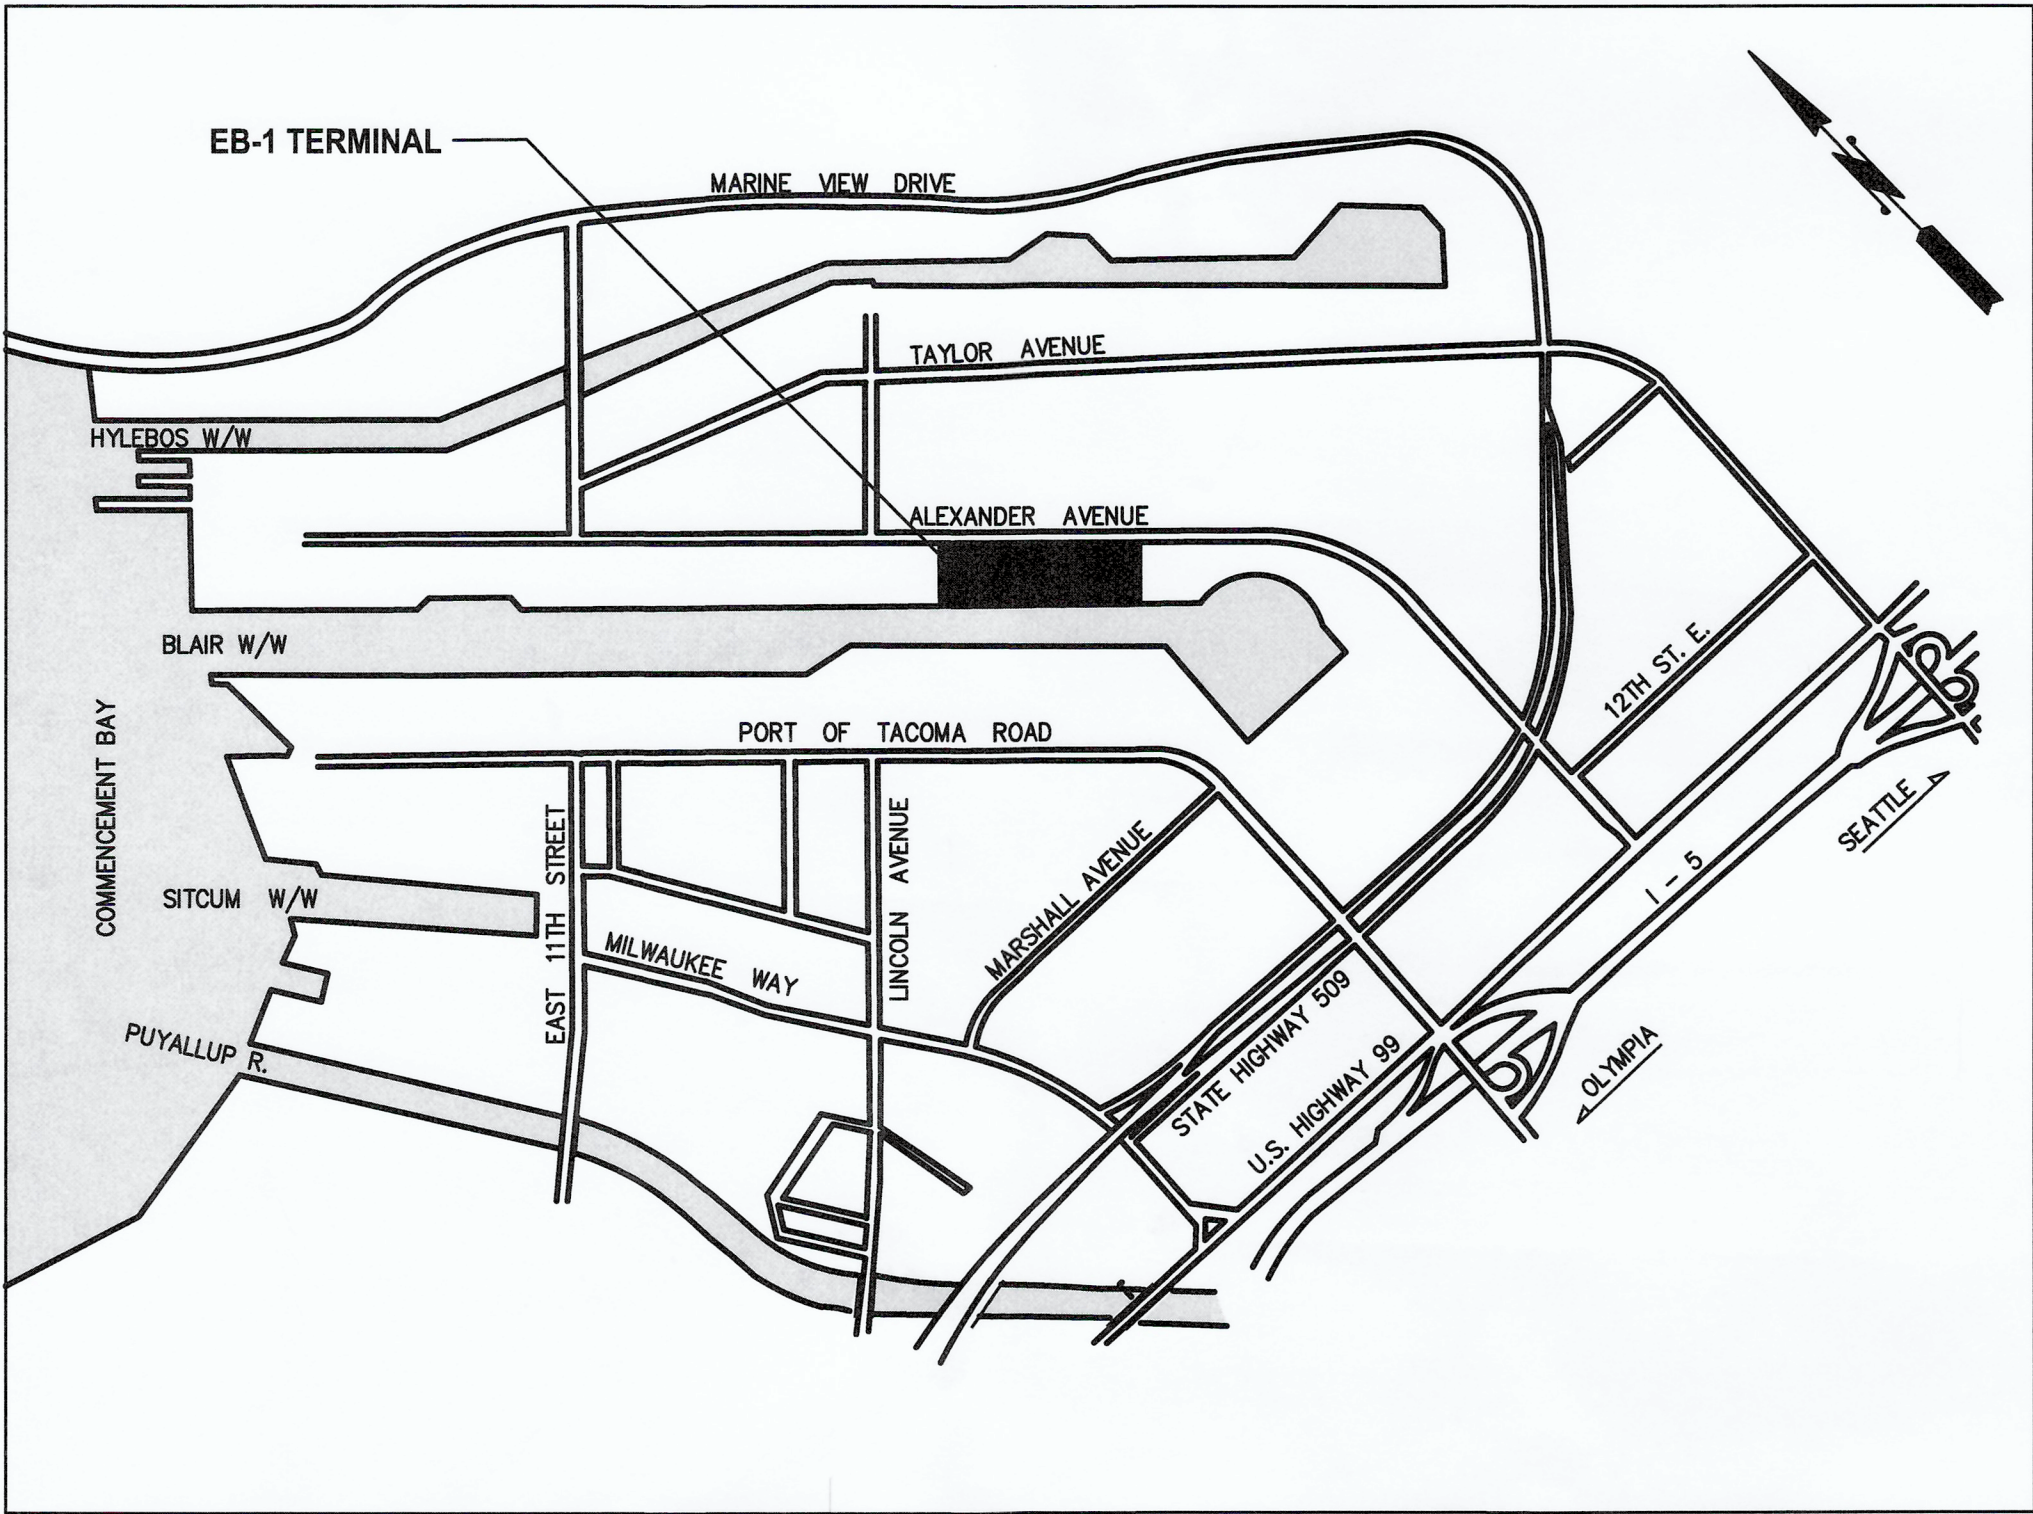 EB-1 TERMINAL
MARINE VIEW DRIVE
TAYLOR AVENUE
HYLEBOS W/W
ALEXANDER AVENUE
BLAIR W/W
12TH ST. E.
COMMENCEMENT BAY
PORT OF TACOMA ROAD
SEATTLE
EAST 11TH STREET
LINCOLN AVENUE
MARSHALL AVENUE
I - 5
SITCUM W/W
MILWAUKEE WAY
STATE HIGHWAY 509
PUYALLUP R.
U.S. HIGHWAY 99
OLYMPIA